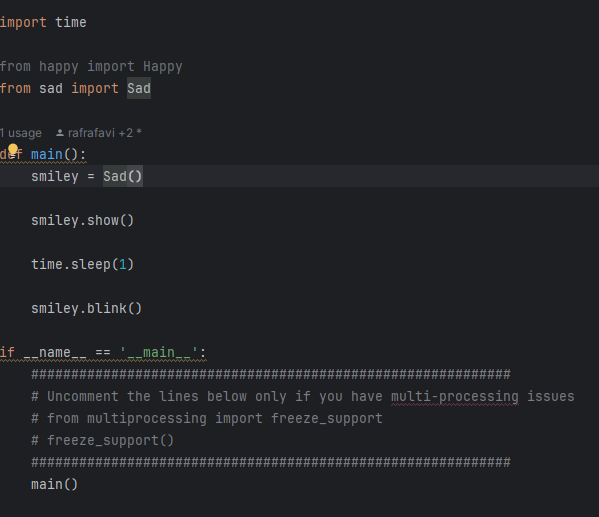 import time
from happy import Happy
from sad import Sad
1 usage rafrafavi +2 *
def main():
smiley = Sad()
smiley.show()
time.sleep(1)
smiley.blink()
if __name__ == '__main__':
############################################################
# Uncomment the lines below only if you have multi-processing issues
# from multiprocessing import freeze_support
# freeze_support()
############################################################
main()